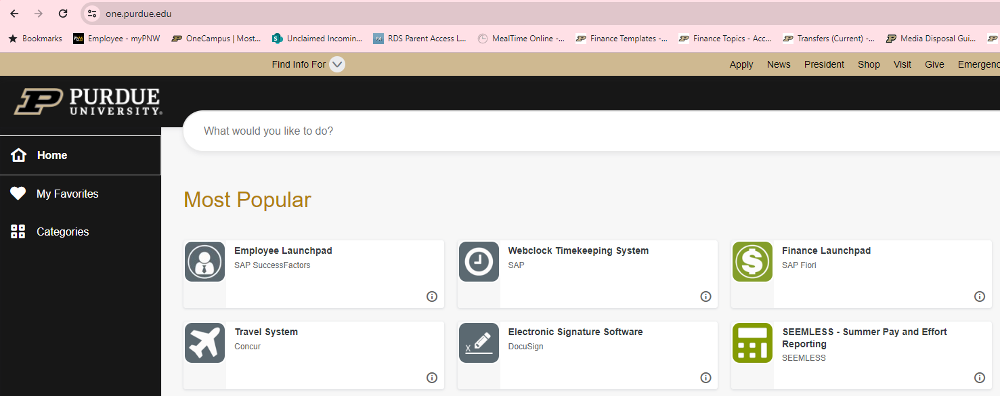 one.purdue.edu
Bookmarks Employee - myPNW OneCampus | Most... Unclaimed Incomin... RDS Parent Access L... MealTime Online -... Finance Templates -... Finance Topics - Acc... Transfers (Current) -... Media Disposal Gui...
Find Info For Apply News President Shop Visit Give Emergenc
PURDUE
UNIVERSITY®
What would you like to do?
Home
My Favorites
Categories
Most Popular
Employee Launchpad
SAP SuccessFactors
Webclock Timekeeping System
SAP
Finance Launchpad
SAP Fiori
Travel System
Concur
Electronic Signature Software
DocuSign
SEEMLESS - Summer Pay and Effort
Reporting
SEEMLESS